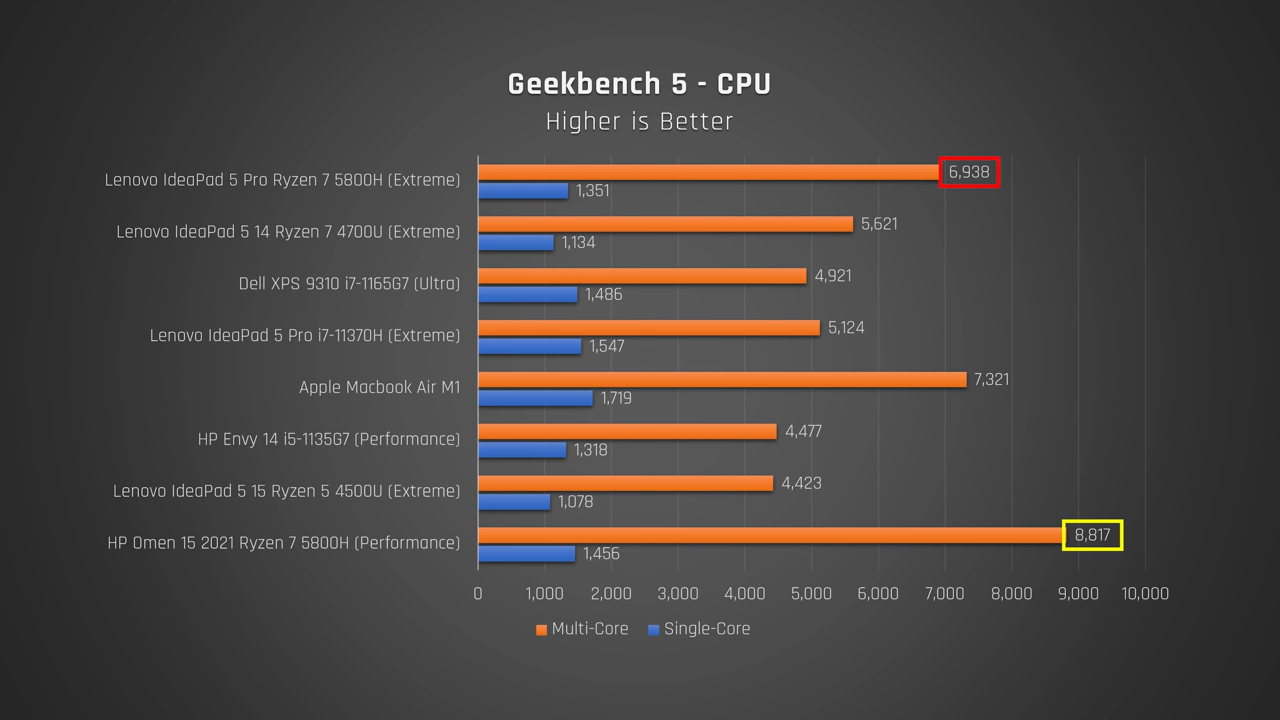 Geekbench 5 - CPU
Higher is Better
Lenovo IdeaPad 5 Pro Ryzen 7 5800H (Extreme)
6,938
1,351
Lenovo IdeaPad 5 14 Ryzen 7 4700U (Extreme)
5,621
1,134
Dell XPS 9310 i7-1165G7 (Ultra)
4,921
1,486
Lenovo IdeaPad 5 Pro i7-11370H (Extreme)
5,124
1,547
Apple Macbook Air M1
7,321
1,719
HP Envy 14 i5-1135G7 (Performance)
4,477
1,318
Lenovo IdeaPad 5 15 Ryzen 5 4500U (Extreme)
4,423
1,078
HP Omen 15 2021 Ryzen 7 5800H (Performance)
8,817
1,456
0 1,000 2,000 3,000 4,000 5,000 6,000 7,000 8,000 9,000 10,000
Multi-Core Single-Core